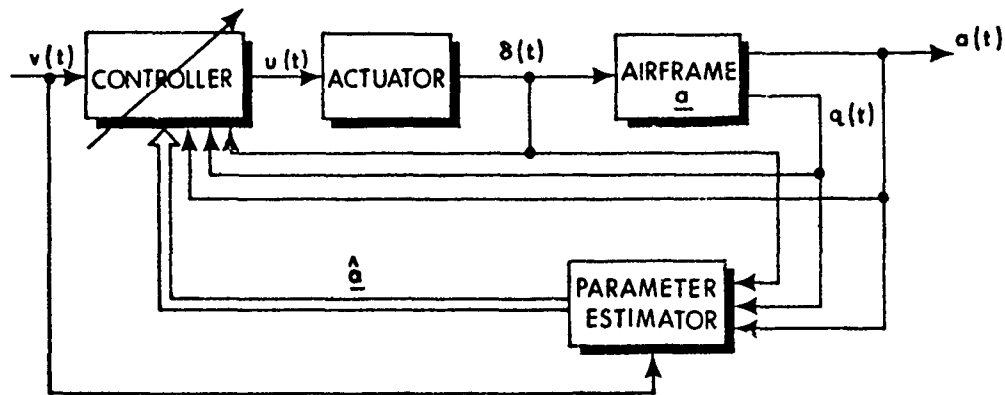 v(t)
CONTROLLER
u(t)
ACTUATOR
δ(t)
AIRFRAME
a
a(t)
q(t)
â
PARAMETER
ESTIMATOR